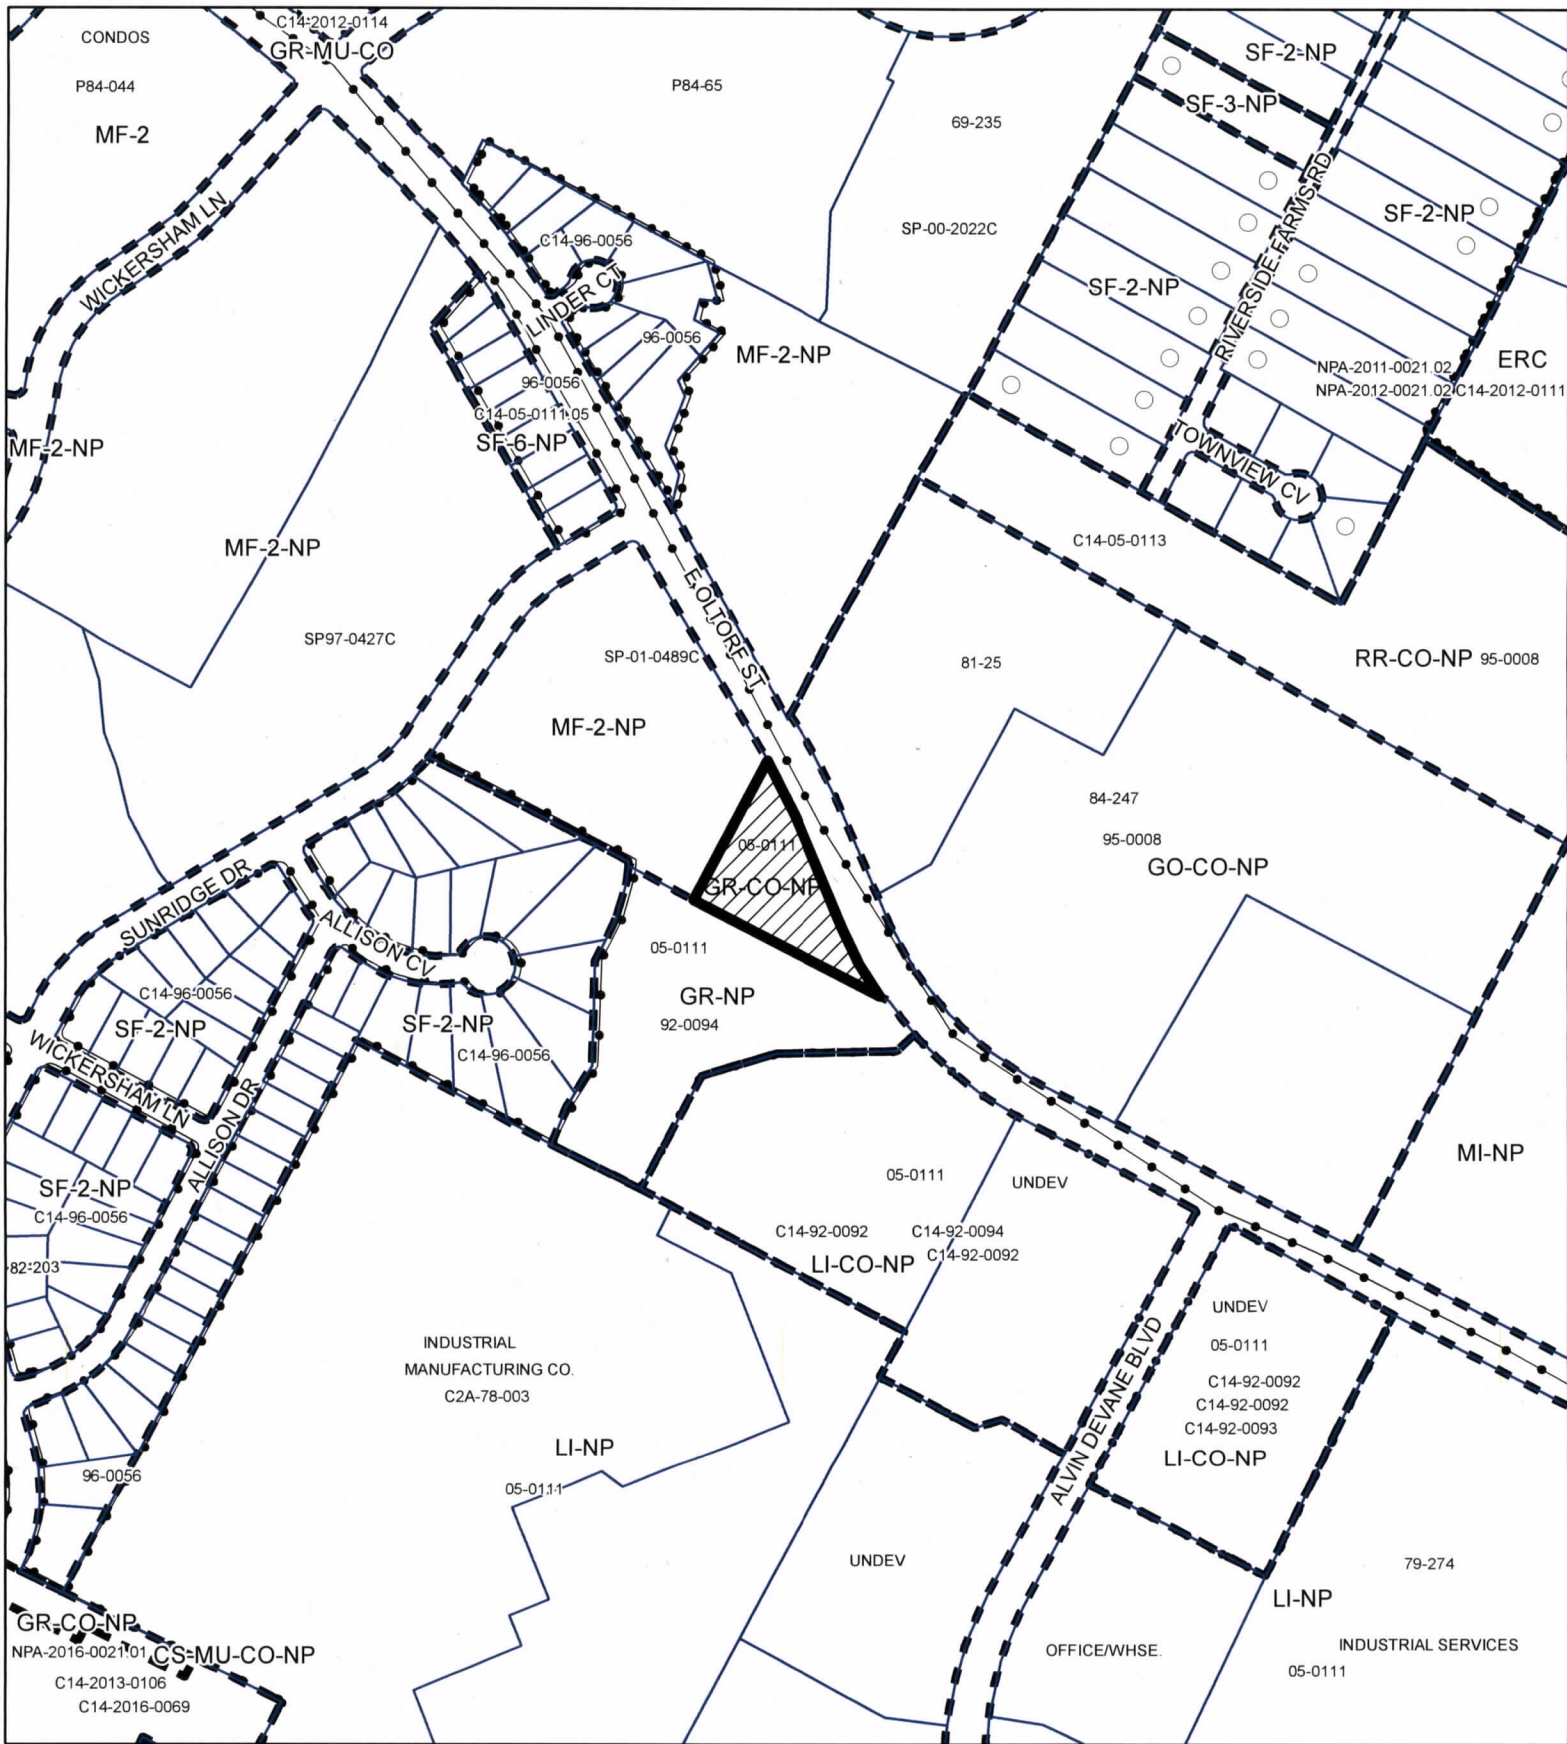 C14-2012-0114
CONDOS
GR-MU-CO
SF-2-NP
P84-044
P84-65
SF-3-NP
69-235
MF-2
RIVERSIDE FARMS RD
WICKERSHAM LN
SF-2-NP
SP-00-2022C
C14-96-0056
LINDER CT
SF-2-NP
96-0056
MF-2-NP
ERC
NPA-2011-0021.02
96-0056
NPA-2012-0021.02 C14-2012-0111
C14-05-0111.05
SF-6-NP
MF-2-NP
TOWNVIEW CV
C14-05-0113
MF-2-NP
E OLTORF ST
SP97-0427C
SP-01-0489C
81-25
RR-CO-NP 95-0008
MF-2-NP
84-247
95-0008
05-0111
GO-CO-NP
GR-CO-NP
SUNRIDGE DR
ALLISON CV
05-0111
C14-96-0056
GR-NP
SF-2-NP
SF-2-NP
92-0094
WICKERSHAM LN
C14-96-0056
ALLISON DR
MI-NP
05-0111
UNDEV
SF-2-NP
C14-96-0056
C14-92-0092
C14-92-0094
C14-92-0092
LI-CO-NP
82-203
UNDEV
INDUSTRIAL
MANUFACTURING CO.
C2A-78-003
05-0111
ALVIN DEVANE BLVD
C14-92-0092
C14-92-0092
C14-92-0093
LI-NP
LI-CO-NP
96-0056
05-0111
UNDEV
79-274
LI-NP
GR-CO-NP
NPA-2016-0021.01
CS-MU-CO-NP
OFFICE/WHSE.
INDUSTRIAL SERVICES
05-0111
C14-2013-0106
C14-2016-0069